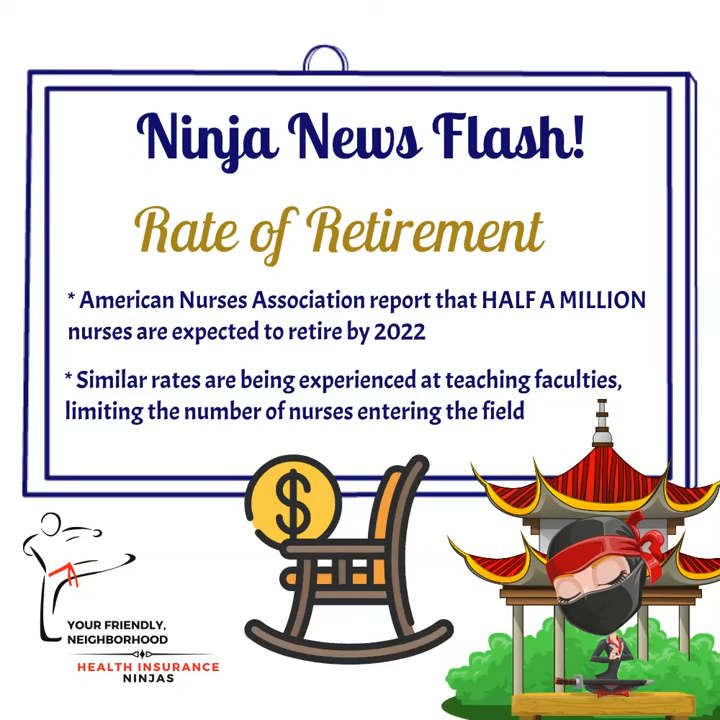 Ninja News Flash!
Rate of Retirement
* American Nurses Association report that HALF A MILLION
nurses are expected to retire by 2022
* Similar rates are being experienced at teaching faculties,
limiting the number of nurses entering the field
$
YOUR FRIENDLY,
NEIGHBORHOOD
HEALTH INSURANCE
NINJAS